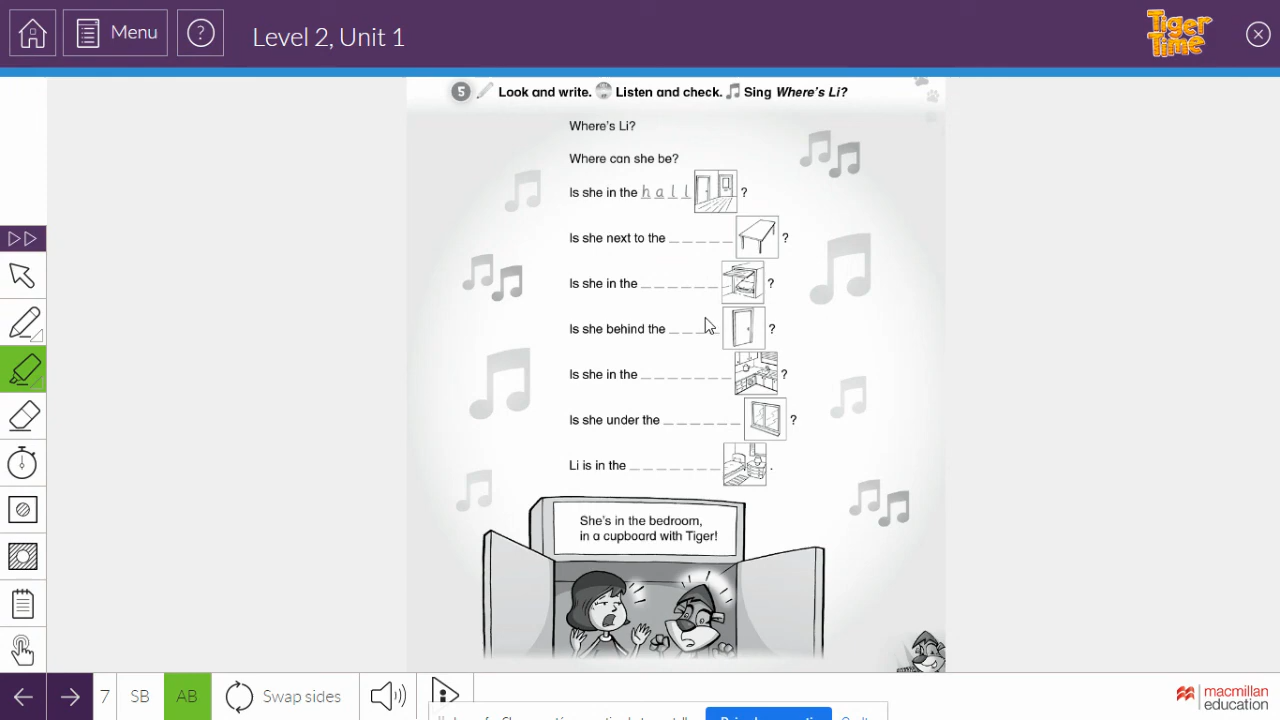 Menu
?
Level 2, Unit 1
Tiger Time
5 Look and write. Listen and check. Sing Where's Li?
Where's Li?
Where can she be?
Is she in the hall ?
Is she next to the _ _ _ _ _ ?
Is she in the _ _ _ _ _ _ ?
Is she behind the _ _ _ _ ?
Is she in the _ _ _ _ _ _ _ ?
Is she under the _ _ _ _ _ _ ?
Li is in the _ _ _ _ _ _ _ .
She's in the bedroom,
in a cupboard with Tiger!
7 SB AB Swap sides
macmillan
education